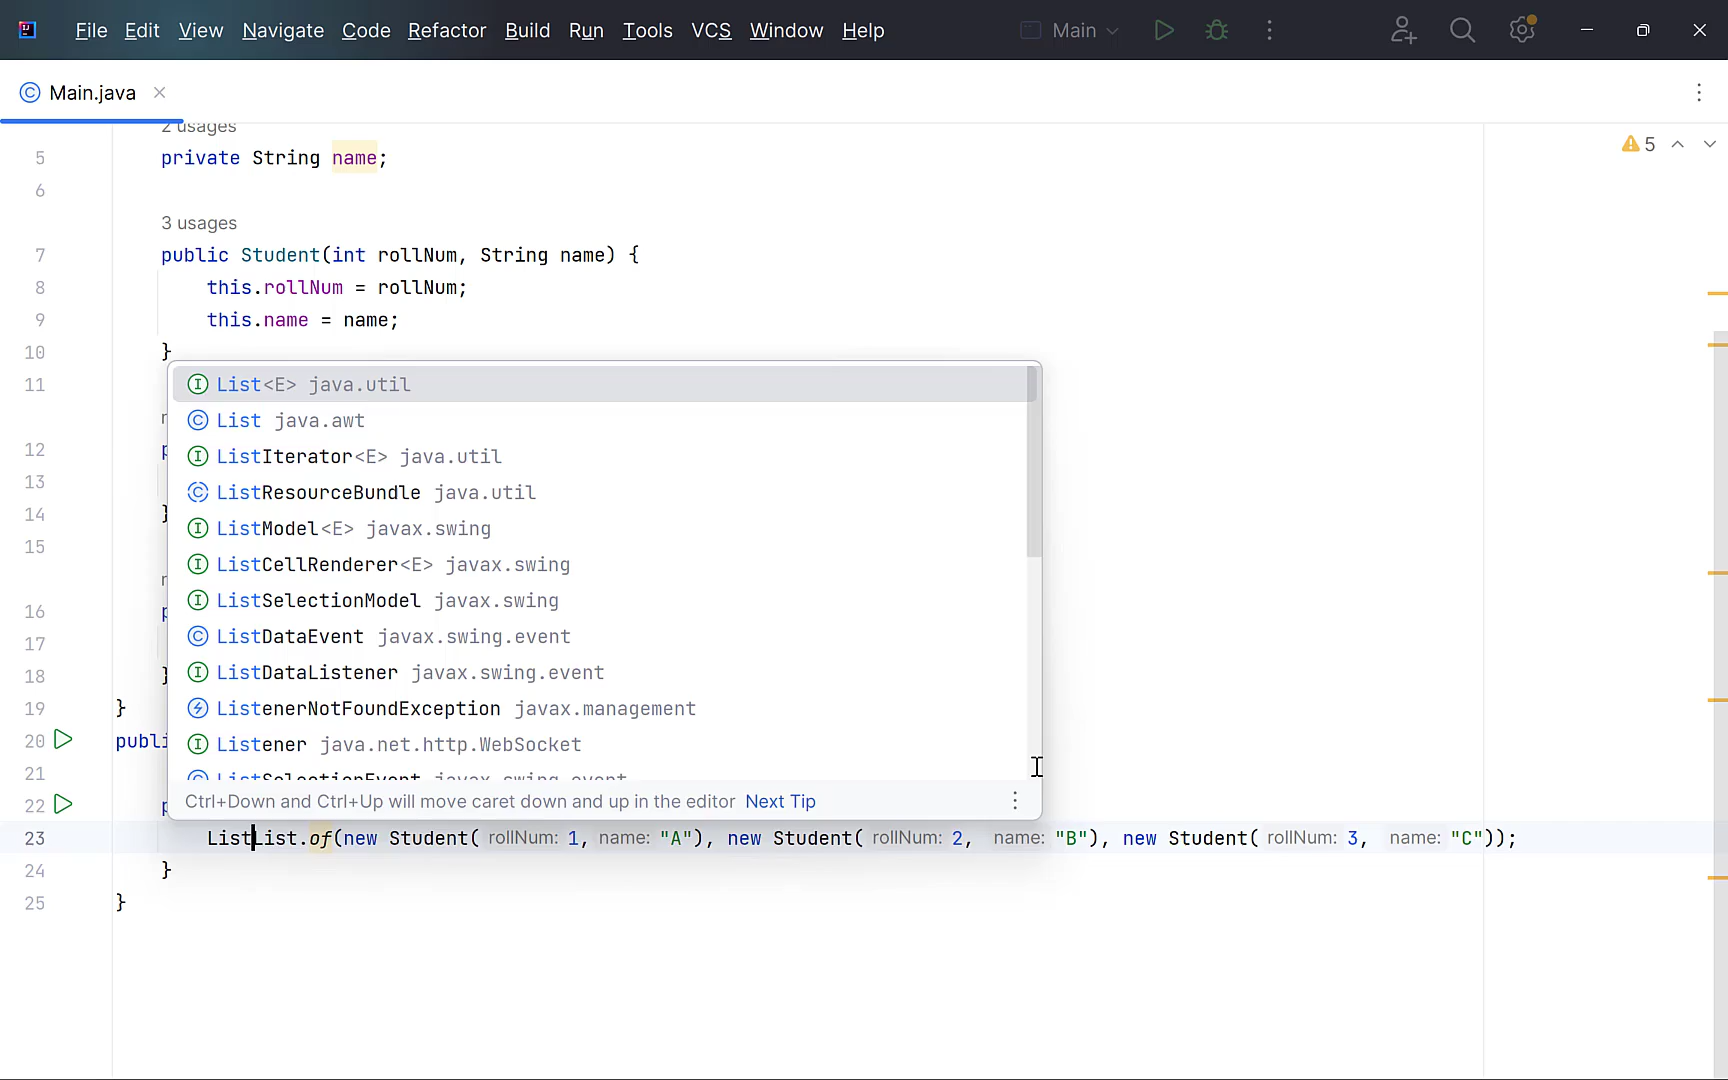 File Edit View Navigate Code Refactor Build Run Tools VCS Window Help Main
Main.java
2 usages
5 private String name;
5
6
3 usages
7 public Student(int rollNum, String name) {
8 this.rollNum = rollNum;
9 this.name = name;
10 }
11
List<E> java.util
List java.awt
12 p
ListIterator<E> java.util
13
ListResourceBundle java.util
14 }
ListModel<E> javax.swing
15
ListCellRenderer<E> javax.swing
ListSelectionModel javax.swing
16 p
ListDataEvent javax.swing.event
17
ListDataListener javax.swing.event
18 }
ListenerNotFoundException javax.management
19 }
20 publi
Listener java.net.http.WebSocket
21
ListSelectionEvent javax.swing.event
22 p
Ctrl+Down and Ctrl+Up will move caret down and up in the editor Next Tip
23 ListList.of(new Student( rollNum: 1, name: "A"), new Student( rollNum: 2, name: "B"), new Student( rollNum: 3, name: "C"));
24 }
25 }